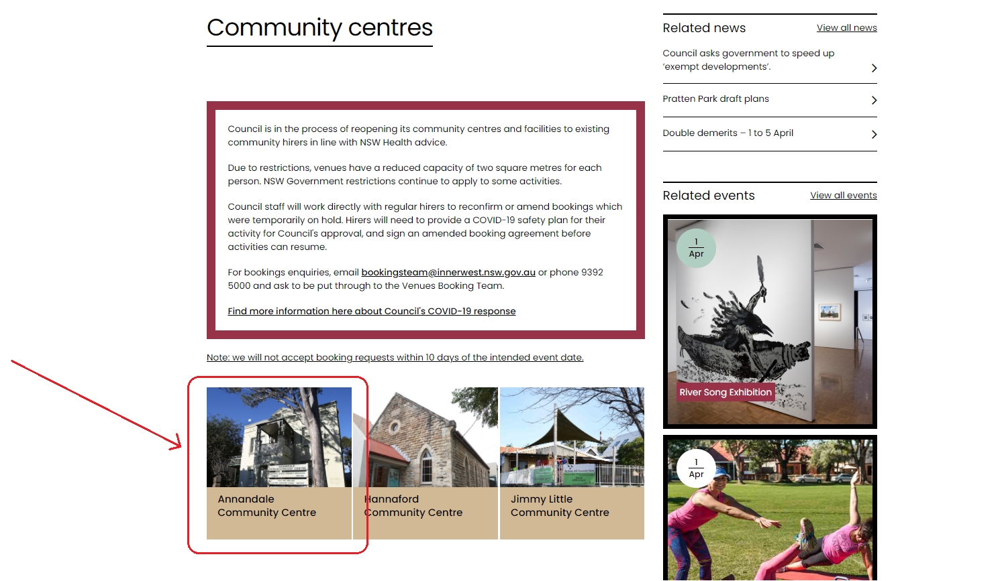 Community centres
Council is in the process of reopening its community centres and facilities to existing
community hirers in line with NSW Health advice.
Due to restrictions, venues have a reduced capacity of two square metres for each
person. NSW Government restrictions continue to apply to some activities.
Council staff will work directly with regular hirers to reconfirm or amend bookings which
were temporarily on hold. Hirers will need to provide a COVID-19 safety plan for their
activity for Council's approval, and sign an amended booking agreement before
activities can resume.
For bookings enquiries, email bookingsteam@innerwest.nsw.gov.au or phone 9392
5000 and ask to be put through to the Venues Booking Team.
Find more information here about Council's COVID-19 response
Note: we will not accept booking requests within 10 days of the intended event date.
Annandale
Community Centre
Hannaford
Community Centre
Jimmy Little
Community Centre
Related news
View all news
Council asks government to speed up
‘exempt developments’.
Pratten Park draft plans
Double demerits – 1 to 5 April
Related events
View all events
1
Apr
River Song Exhibition
1
Apr